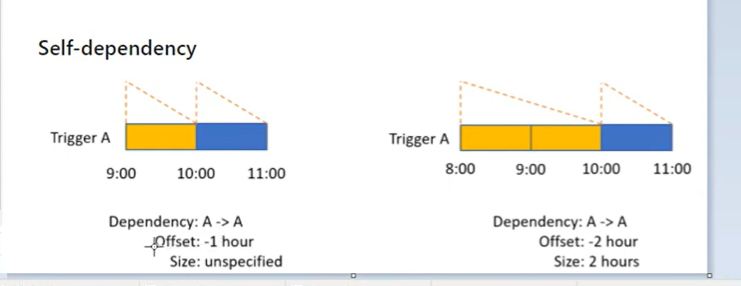 Self-dependency
Trigger A
9:00 10:00 11:00
Dependency: A -> A
Offset: -1 hour
Size: unspecified
Trigger A
8:00 9:00 10:00 11:00
Dependency: A -> A
Offset: -2 hour
Size: 2 hours